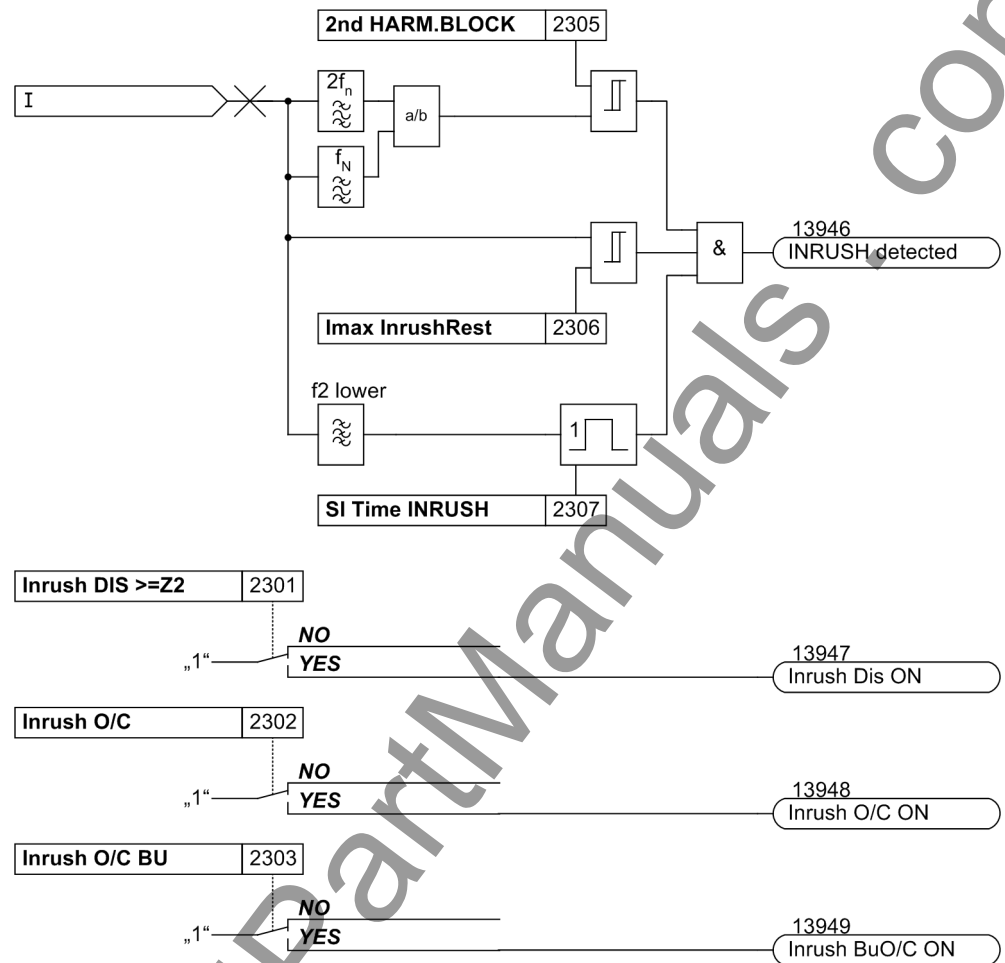 2nd HARM.BLOCK 2305
I
2fn
a/b
fN
&
13946
INRUSH detected
Imax InrushRest 2306
f2 lower
1
SI Time INRUSH 2307
Inrush DIS >=Z2 2301
NO
„1“
YES
13947
Inrush Dis ON
Inrush O/C 2302
NO
„1“
YES
13948
Inrush O/C ON
Inrush O/C BU 2303
NO
„1“
YES
13949
Inrush BuO/C ON